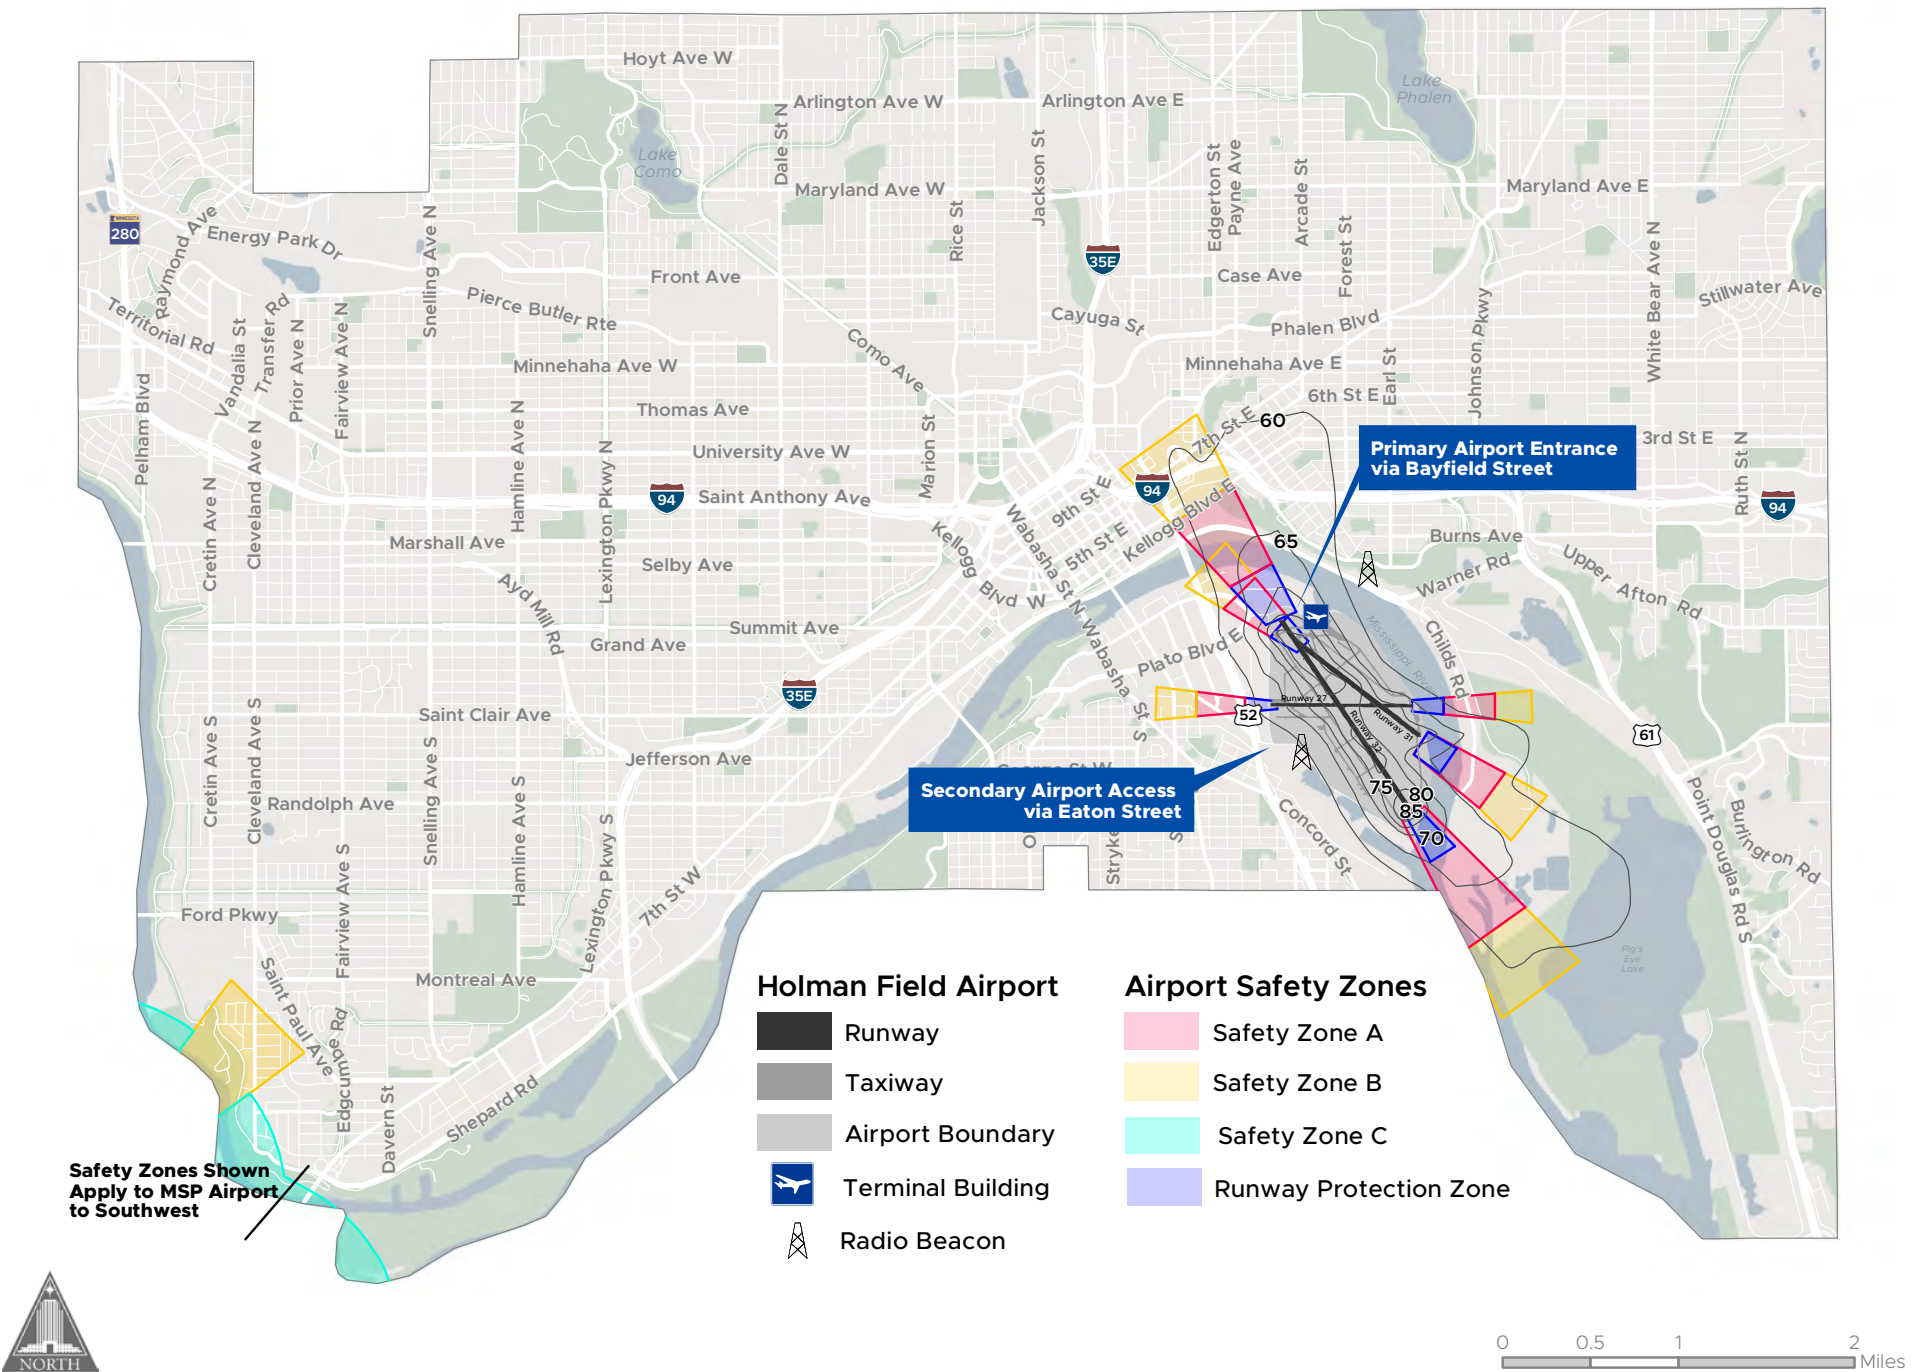 Hoyt Ave W
Arlington Ave W
Arlington Ave E
Lake
Phalen
Dale St N
Jackson St
Edgerton St
Payne Ave
Arcade St
Lake
Como
Maryland Ave W
Maryland Ave E
MINNESOTA
280
Raymond Ave
Energy Park Dr
Snelling Ave N
Rice St
35E
Forest St
White Bear Ave N
Front Ave
Case Ave
Stillwater Ave
Territorial Rd
Vandalia St
Transfer Rd
Prior Ave N
Fairview Ave N
Pierce Butler Rte
Cayuga St
Phalen Blvd
Johnson Pkwy
Como Ave
Minnehaha Ave W
Minnehaha Ave E
Earl St
Pelham Blvd
6th St E
Thomas Ave
Hamline Ave N
Marion St
7th St E
60
Primary Airport Entrance
via Bayfield Street
3rd St E
Ruth St N
Cretin Ave N
Cleveland Ave N
Lexington Pkwy N
University Ave W
94
Saint Anthony Ave
9th St E
94
Kellogg Blvd E
94
Wabasha St N
5th St E
Marshall Ave
Kellogg Blvd W
65
Burns Ave
Selby Ave
Ayd Mill Rd
Warner Rd
Upper Afton Rd
Summit Ave
Grand Ave
Wabasha St S
Plato Blvd E
Mississippi River
Childs Rd
35E
Runway 27
52
Runway 31
Runway 32
61
Saint Clair Ave
Cretin Ave S
Cleveland Ave S
Snelling Ave S
Jefferson Ave
George St W
Secondary Airport Access
via Eaton Street
75
80
85
70
Randolph Ave
Hamline Ave S
Concord St
Point Douglas Rd S
Burlington Rd
Fairview Ave S
Lexington Pkwy S
7th St W
Ford Pkwy
Pig's
Eye
Lake
Saint Paul Ave
Montreal Ave
Edgcumbe Rd
Davern St
Shepard Rd
Safety Zones Shown
Apply to MSP Airport
to Southwest
Holman Field Airport
Runway
Taxiway
Airport Boundary
Terminal Building
Radio Beacon
Airport Safety Zones
Safety Zone A
Safety Zone B
Safety Zone C
Runway Protection Zone
NORTH
0 0.5 1 2
Miles